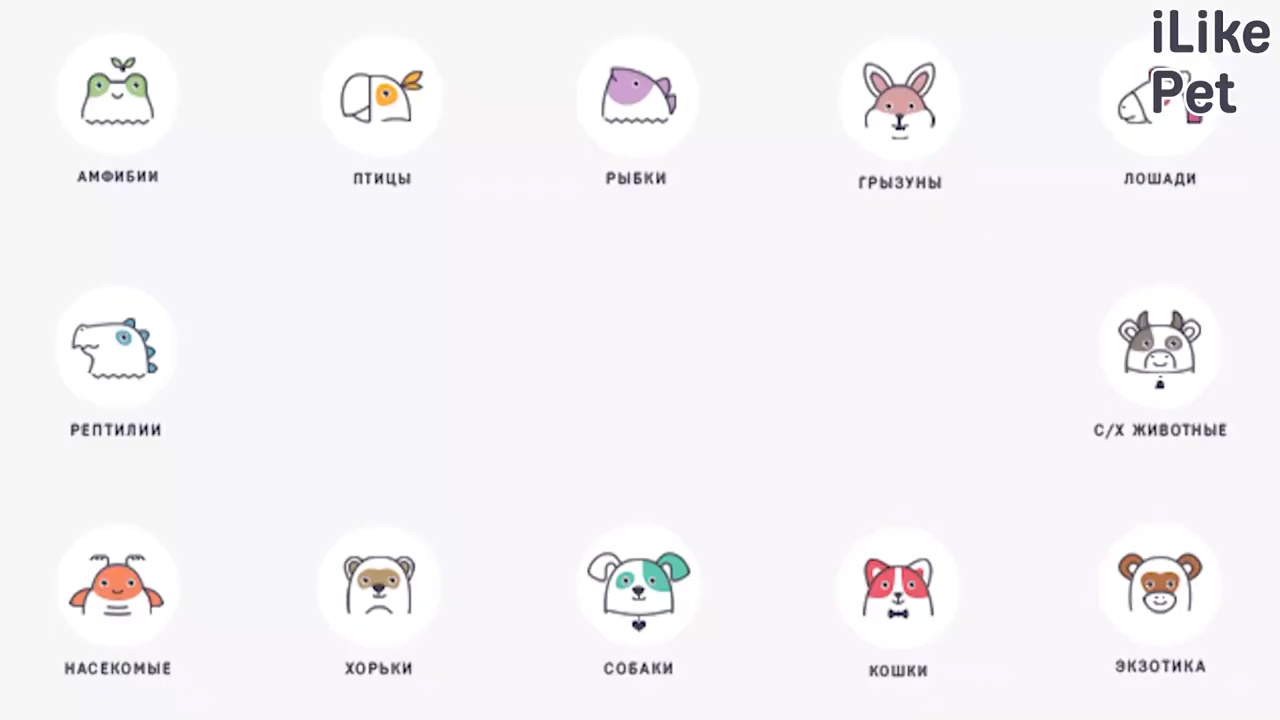 iLike
Pet
АМФИБИИ
ПТИЦЫ
РЫБКИ
ГРЫЗУНЫ
ЛОШАДИ
РЕПТИЛИИ
С/Х ЖИВОТНЫЕ
НАСЕКОМЫЕ
ХОРЬКИ
СОБАКИ
КОШКИ
ЭКЗОТИКА